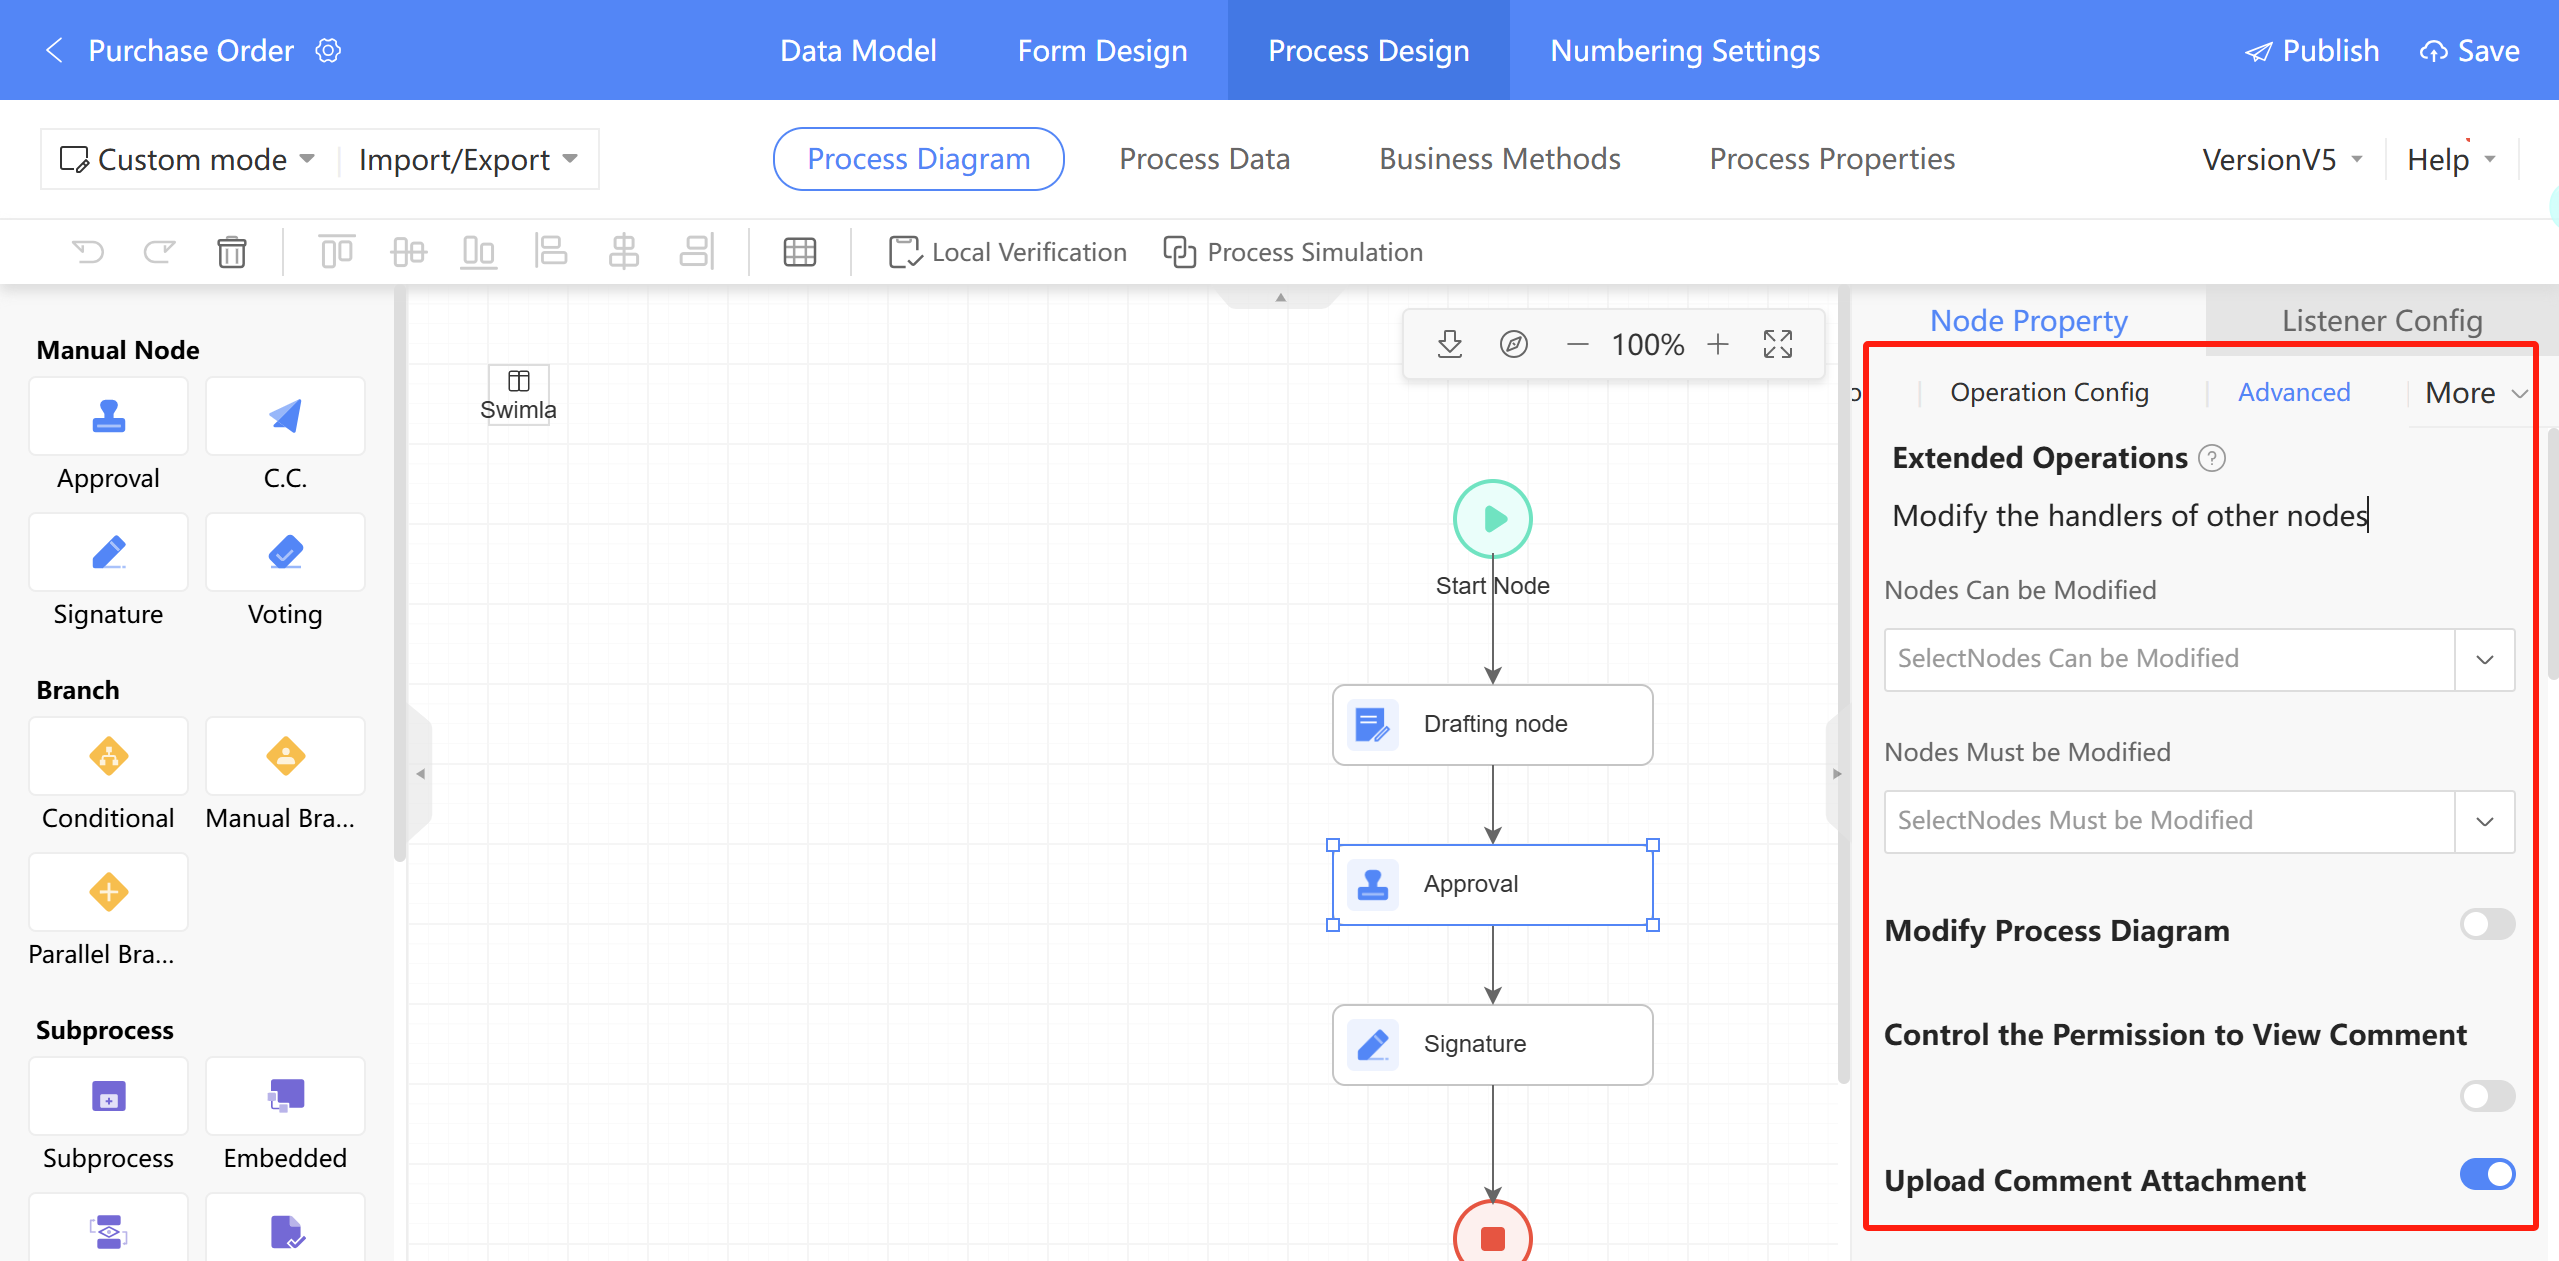 Purchase Order
Data Model
Form Design
Process Design
Numbering Settings
Publish
Save
Custom mode
Import/Export
Process Diagram
Process Data
Business Methods
Process Properties
VersionV5
Help
Local Verification
Process Simulation
Manual Node
Approval
C.C.
Signature
Voting
Branch
Conditional
Manual Bra...
Parallel Bra...
Subprocess
Subprocess
Embedded
Swimla
100%
Start Node
Drafting node
Approval
Signature
Node Property
Listener Config
Operation Config
Advanced
More
Extended Operations
Modify the handlers of other nodes
Nodes Can be Modified
SelectNodes Can be Modified
Nodes Must be Modified
SelectNodes Must be Modified
Modify Process Diagram
Control the Permission to View Comment
Upload Comment Attachment